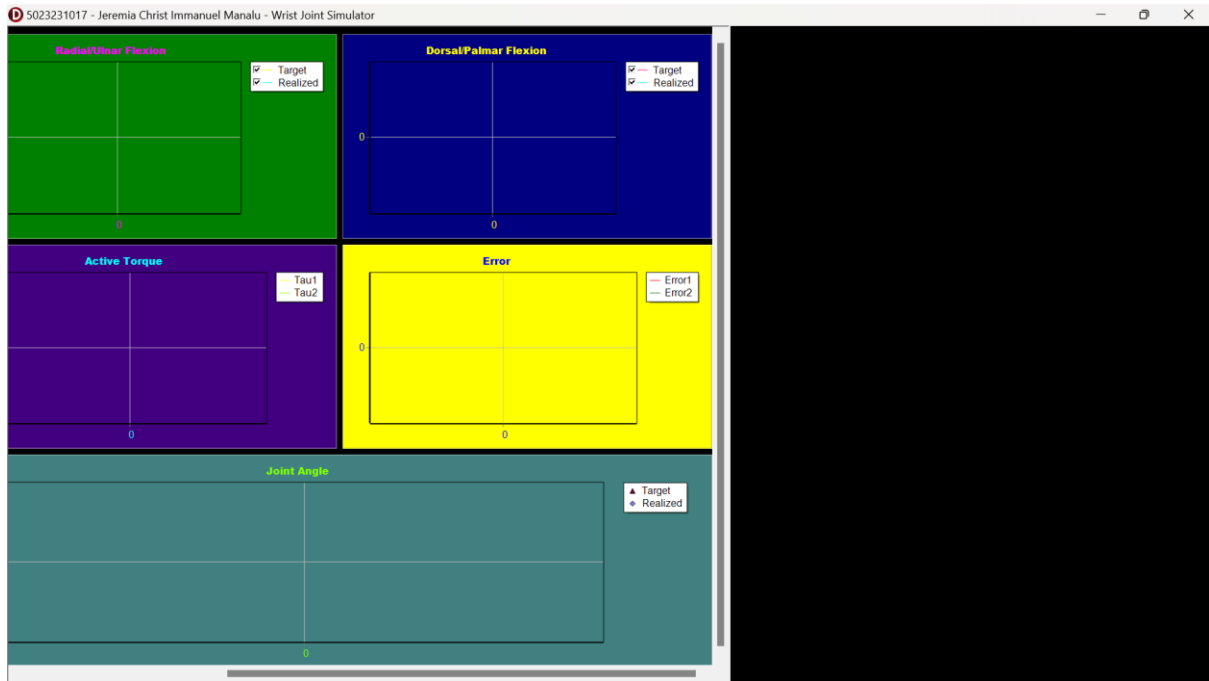 5023231017 - Jeremia Christ Immanuel Manalu - Wrist Joint Simulator
Radial/Ulnar Flexion
Target
Realized
0
Dorsal/Palmar Flexion
Target
Realized
0
0
Active Torque
Tau1
Tau2
0
Error
Error1
Error2
0
0
Joint Angle
Target
Realized
0